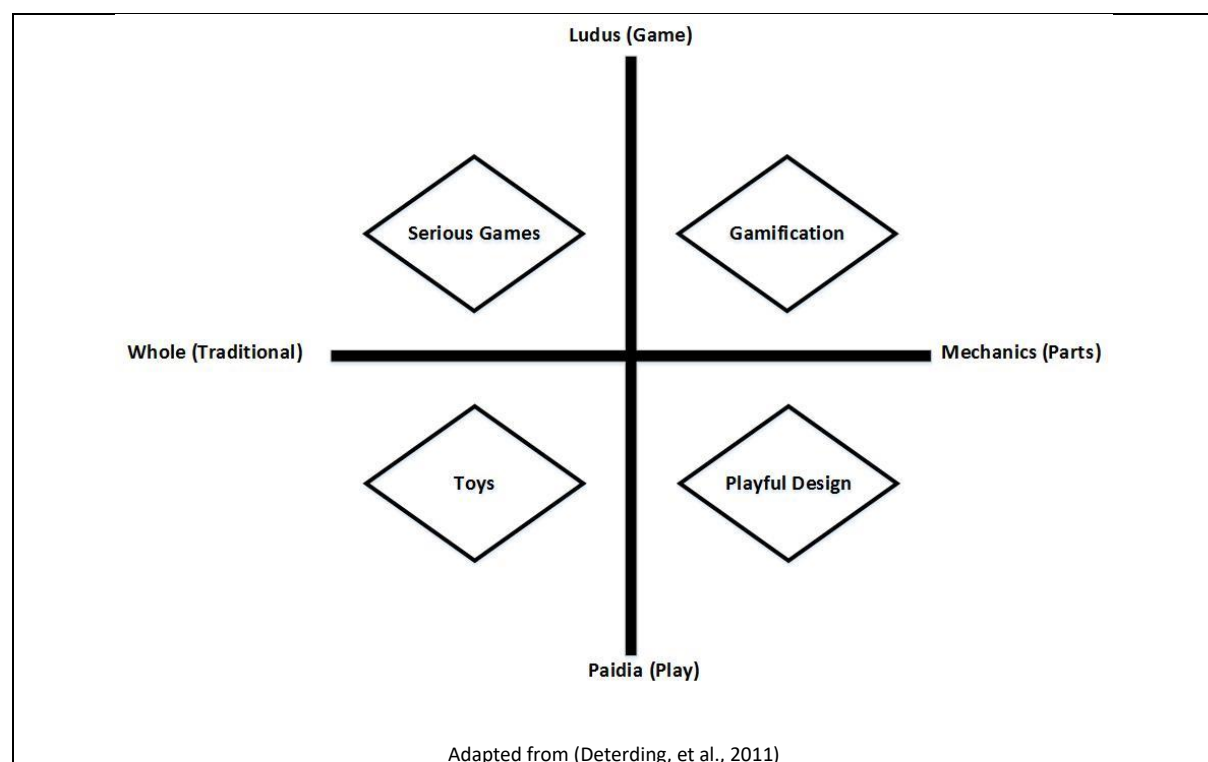 Ludus (Game)
Serious Games
Gamification
Whole (Traditional)
Mechanics (Parts)
Toys
Playful Design
Paidia (Play)
Adapted from (Deterding, et al., 2011)